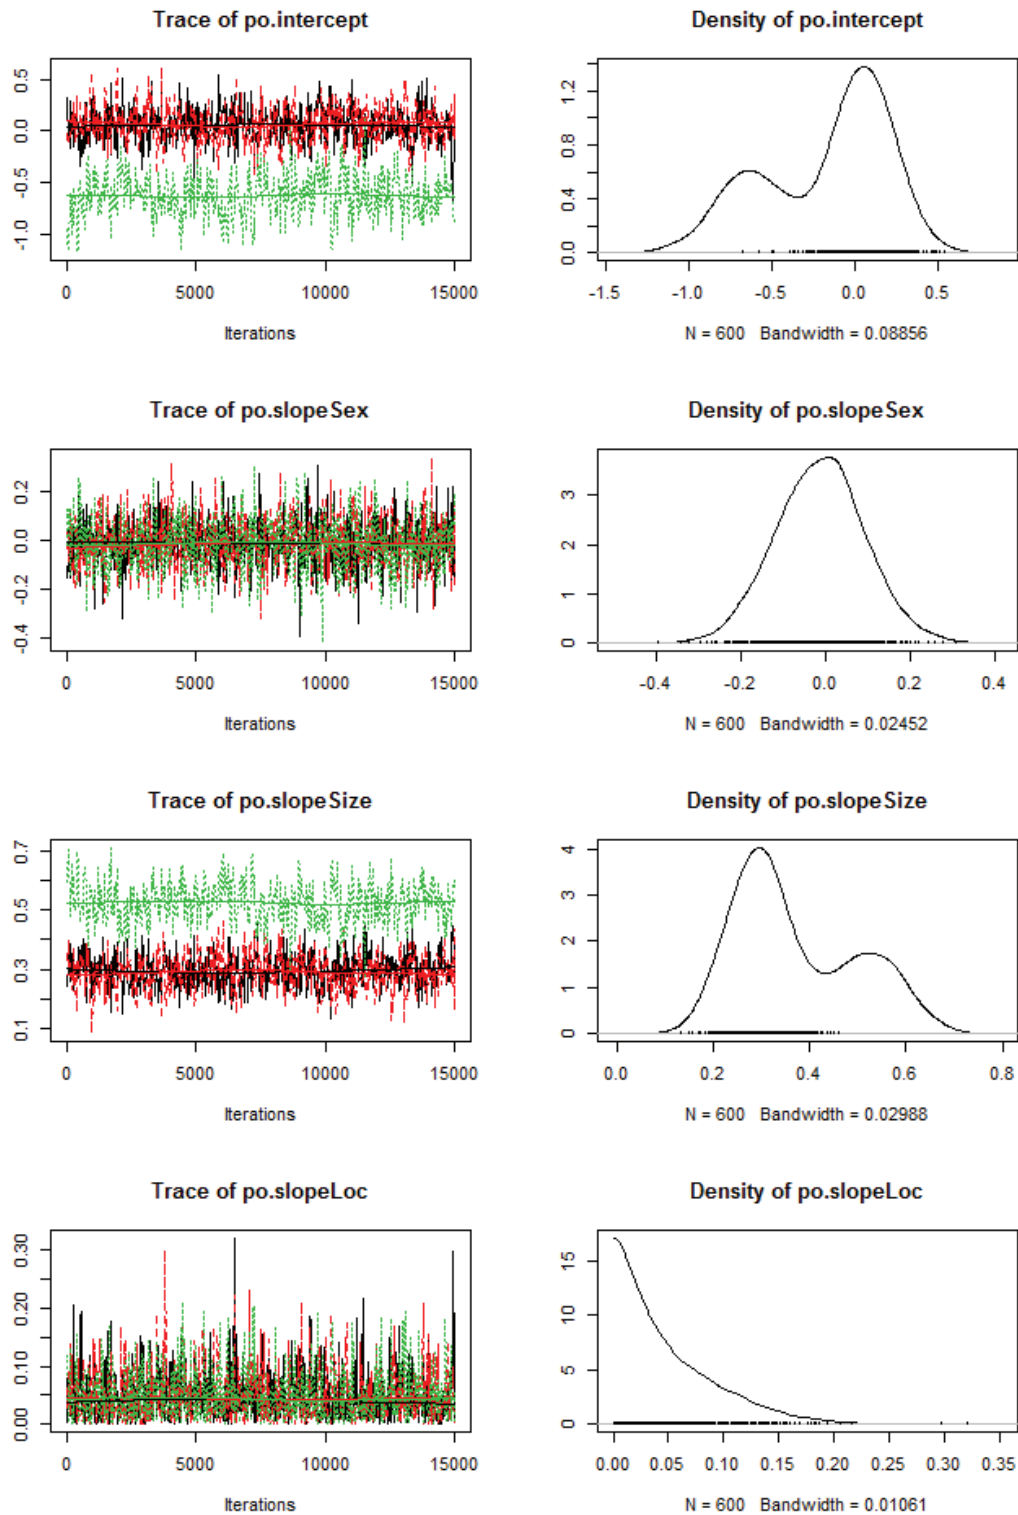 Trace of po.intercept
Density of po.intercept
0.5
0.0
-0.5
-1.0
0 5000 10000 15000
Iterations
1.2
0.8
0.4
0.0
-1.5 -1.0 -0.5 0.0 0.5
N = 600 Bandwidth = 0.08856
Trace of po.slopeSex
Density of po.slopeSex
0.2
0.0
-0.2
-0.4
0 5000 10000 15000
Iterations
3
2
1
0
-0.4 -0.2 0.0 0.2 0.4
N = 600 Bandwidth = 0.02452
Trace of po.slopeSize
Density of po.slopeSize
0.7
0.5
0.3
0.1
0 5000 10000 15000
Iterations
4
3
2
1
0
0.0 0.2 0.4 0.6 0.8
N = 600 Bandwidth = 0.02988
Trace of po.slopeLoc
Density of po.slopeLoc
0.30
0.20
0.10
0.00
0 5000 10000 15000
Iterations
15
10
5
0
0.00 0.05 0.10 0.15 0.20 0.25 0.30 0.35
N = 600 Bandwidth = 0.01061